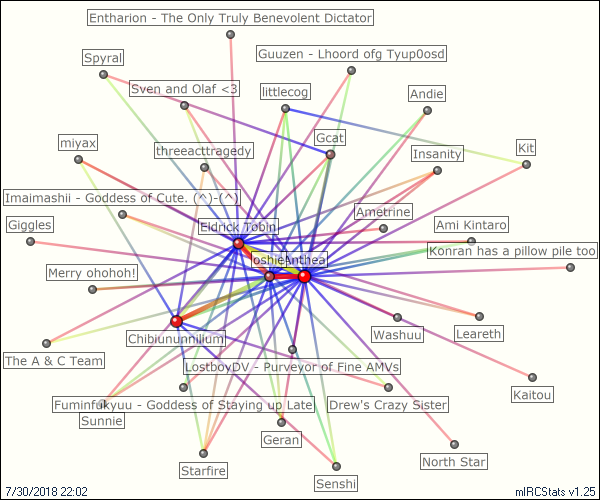 Entharion - The Only Truly Benevolent Dictator
Guuzen - Lhoord ofg Tyup0osd
Spyral
Sven and Olaf <3
littlecog
Andie
Gcat
miyax
threeacttragedy
Insanity
Kit
Imaimashii - Goddess of Cute. (^)-(^)
Ametrine
Giggles
Eldrick Tobin
Ami Kintaro
Konran has a pillow pile too
Anthea
Merry ohohoh!
Washuu
Leareth
Chibiununnilium
The A & C Team
LostboyDV - Purveyor of Fine AMVs
Kaitou
Fuminfukyuu - Goddess of Staying up Late
Drew's Crazy Sister
Sunnie
Geran
North Star
Starfire
Senshi
7/30/2018 22:02
mIRCStats v1.25